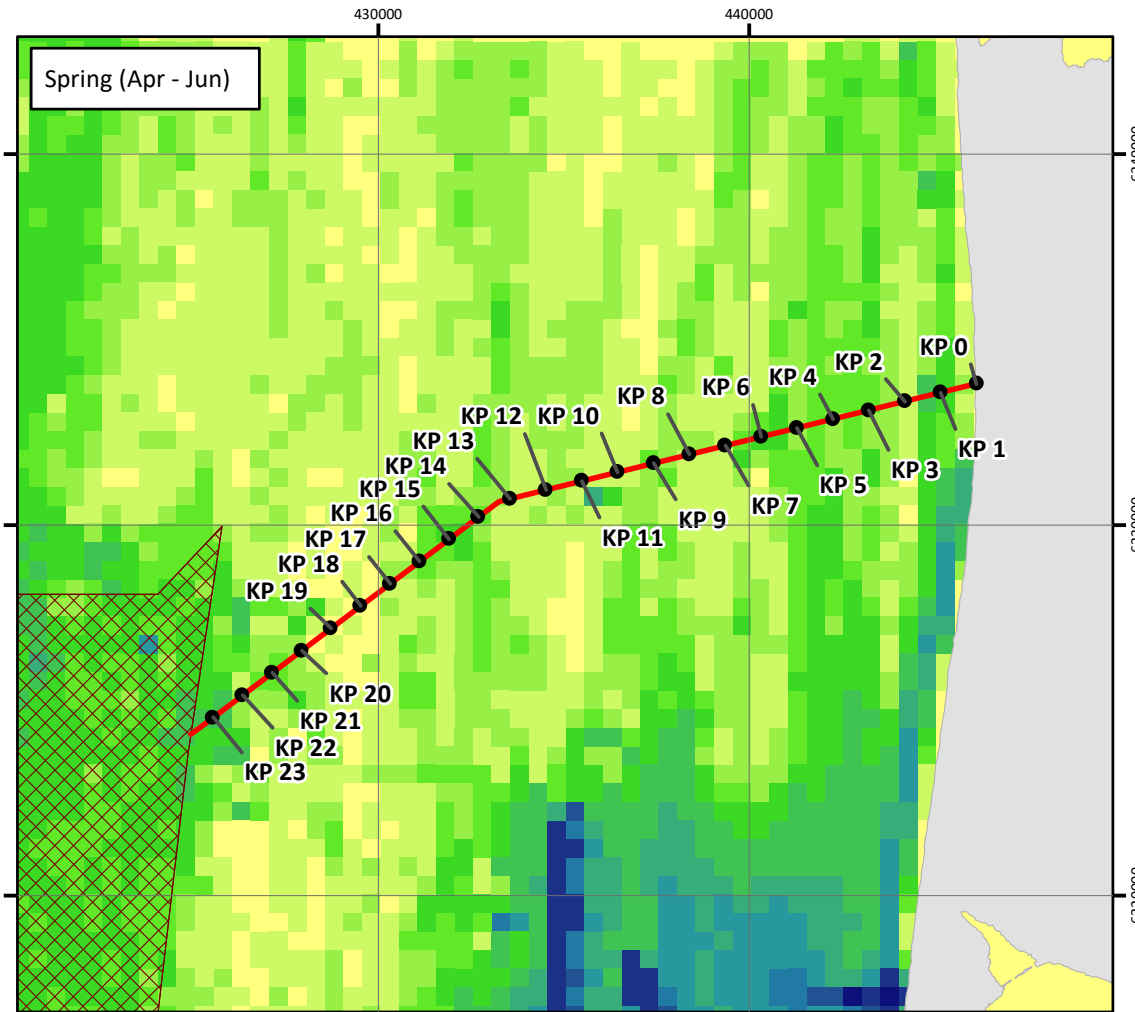 430000
440000
Spring (Apr - Jun)
KP 0
KP 2
KP 4
KP 6
KP 8
KP 10
KP 12
KP 13
KP 14
KP 15
KP 16
KP 17
KP 18
KP 19
KP 1
KP 3
KP 5
KP 7
KP 9
KP 11
KP 20
KP 21
KP 22
KP 23